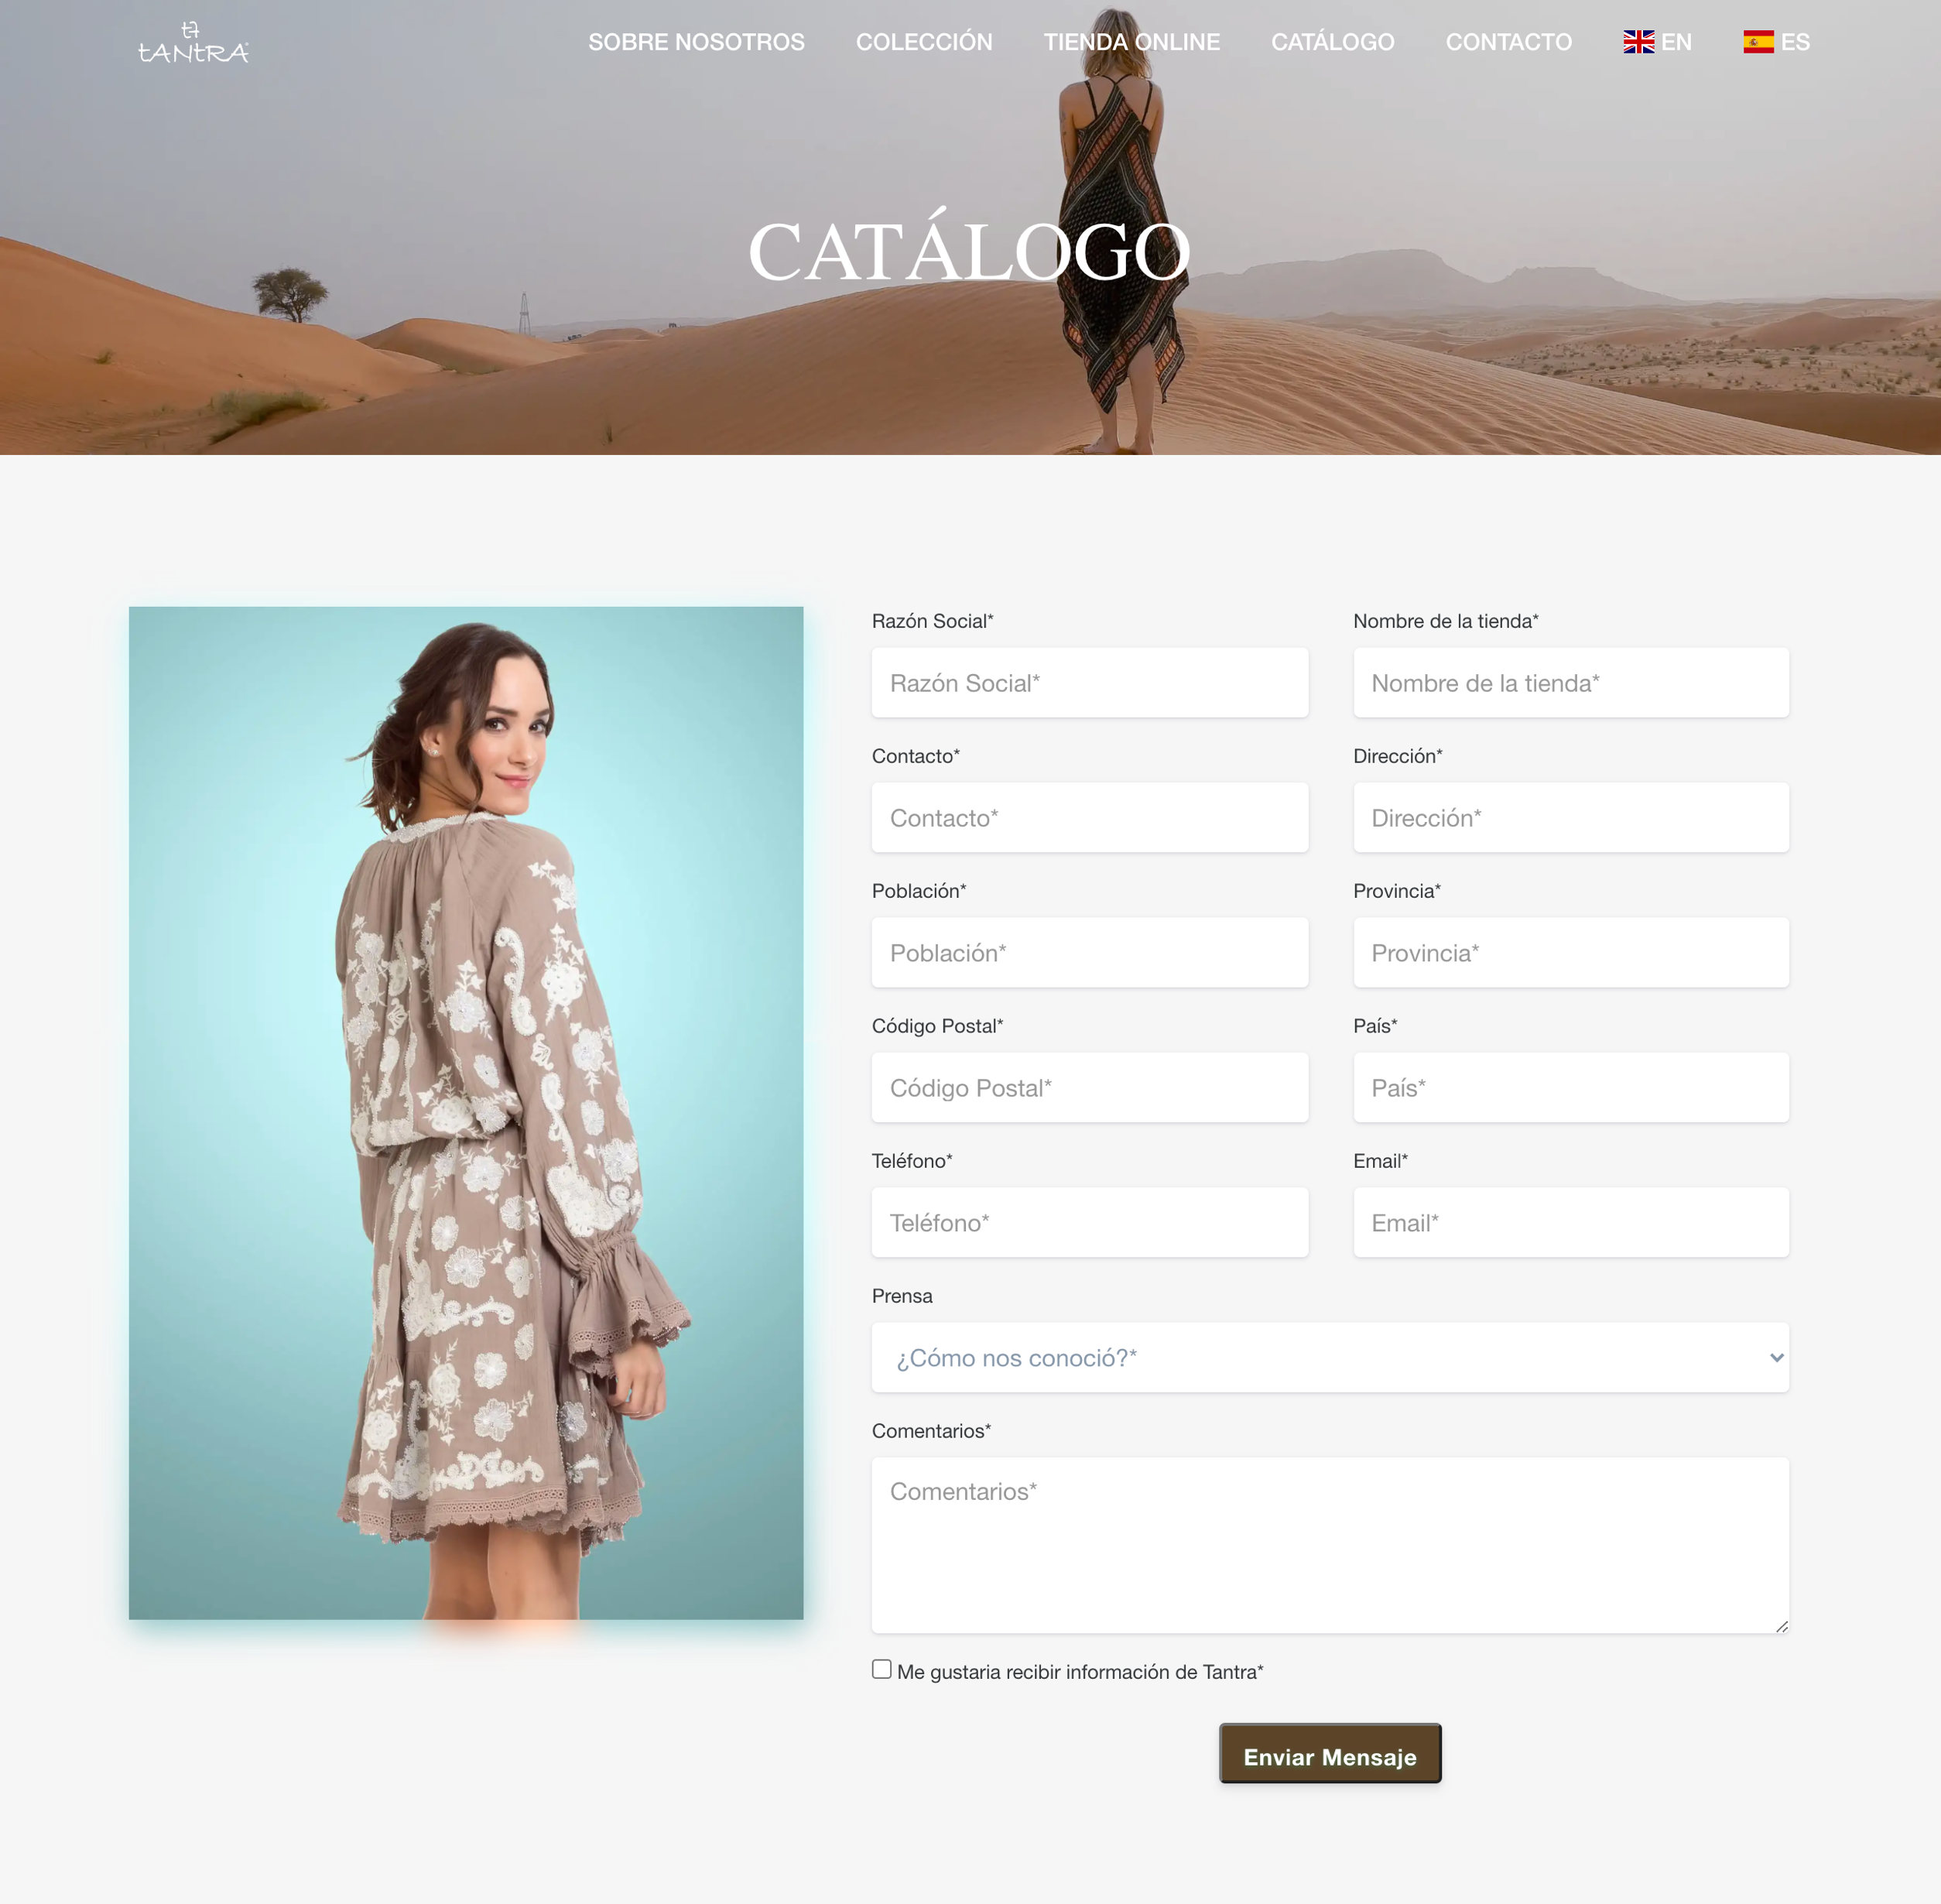 tANtRA
SOBRE NOSOTROS COLECCIÓN TIENDA ONLINE CATÁLOGO CONTACTO EN ES
CATÁLOGO
Razón Social* Nombre de la tienda*
Razón Social* Nombre de la tienda*
Contacto* Dirección*
Contacto* Dirección*
Población* Provincia*
Población* Provincia*
Código Postal* País*
Código Postal* País*
Teléfono* Email*
Teléfono* Email*
Prensa
¿Cómo nos conoció?*
Comentarios*
Comentarios*
Me gustaria recibir información de Tantra*
Enviar Mensaje